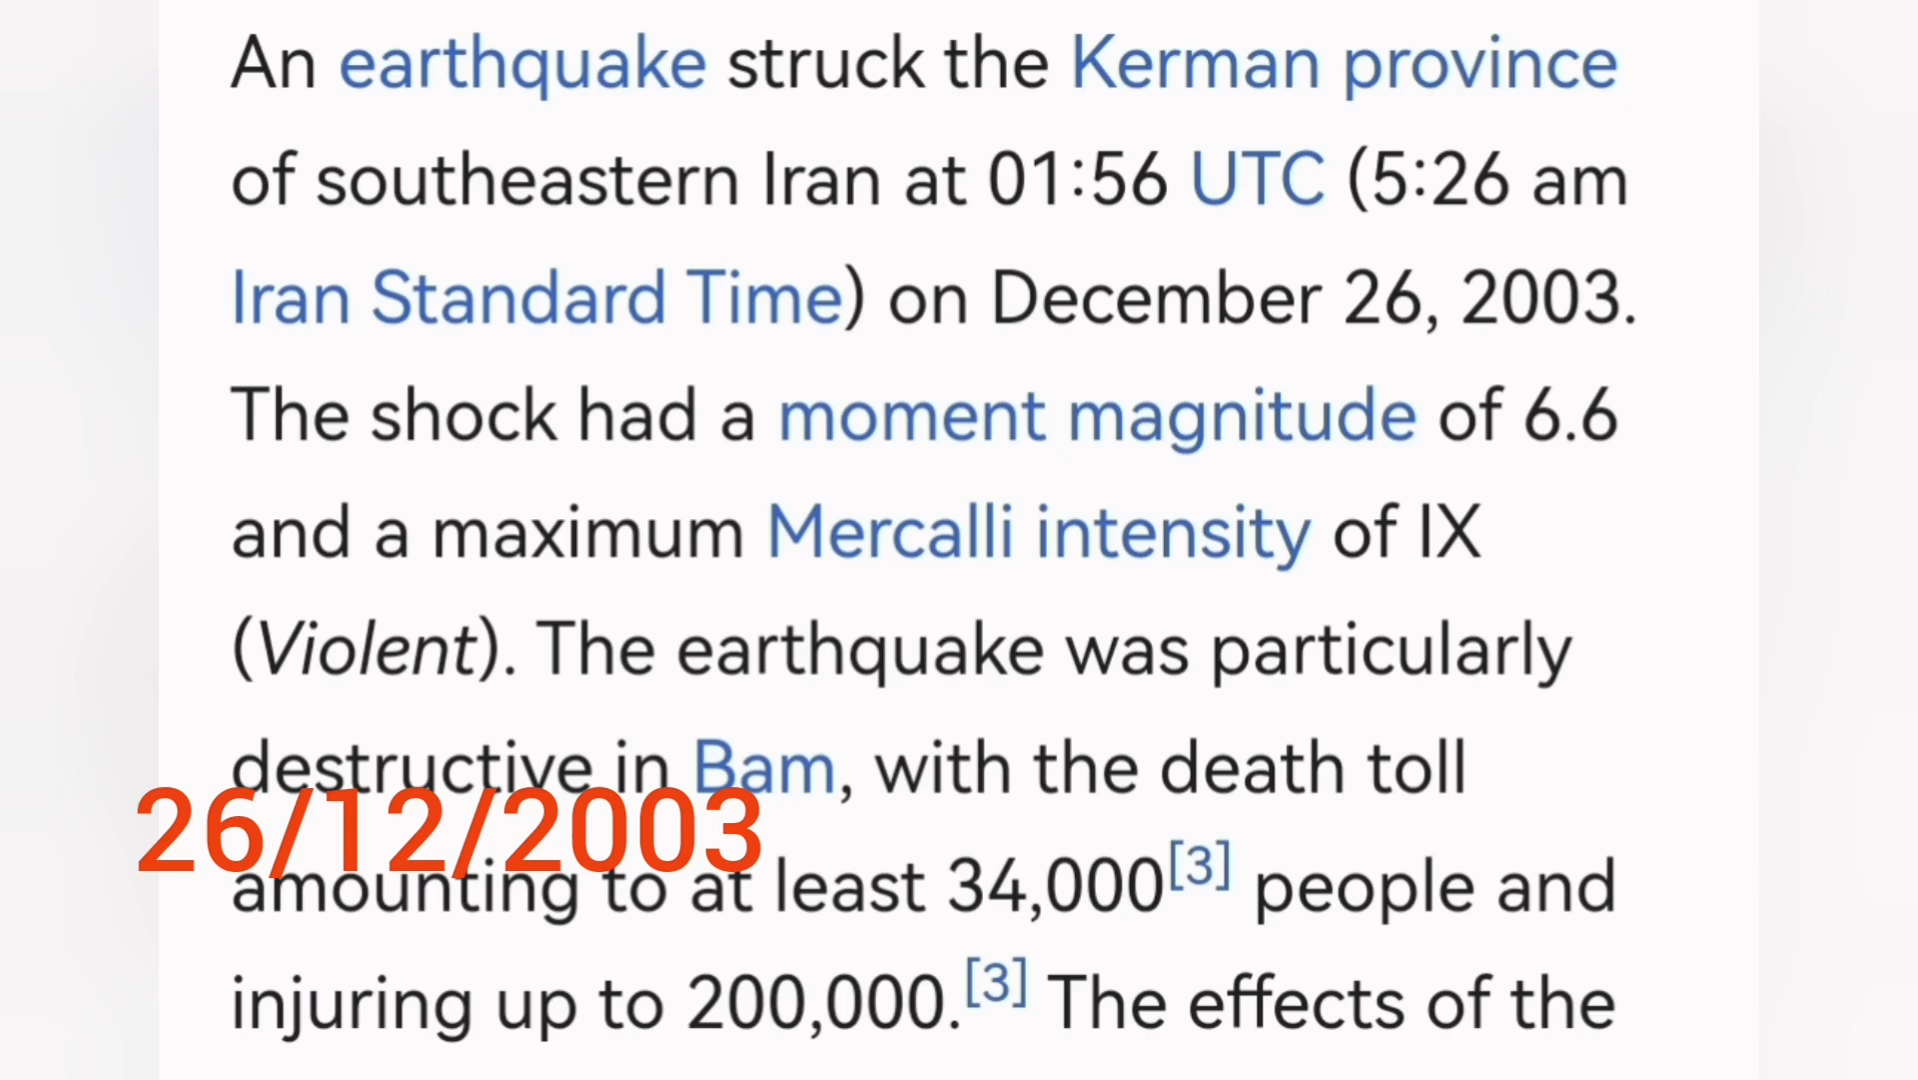 An earthquake struck the Kerman province
of southeastern Iran at 01:56 UTC (5:26 am
Iran Standard Time) on December 26, 2003.
The shock had a moment magnitude of 6.6
and a maximum Mercalli intensity of IX
(Violent). The earthquake was particularly
destructive in Bam, with the death toll
26/12/2003
amounting to at least 34,000[3] people and
injuring up to 200,000.[3] The effects of the